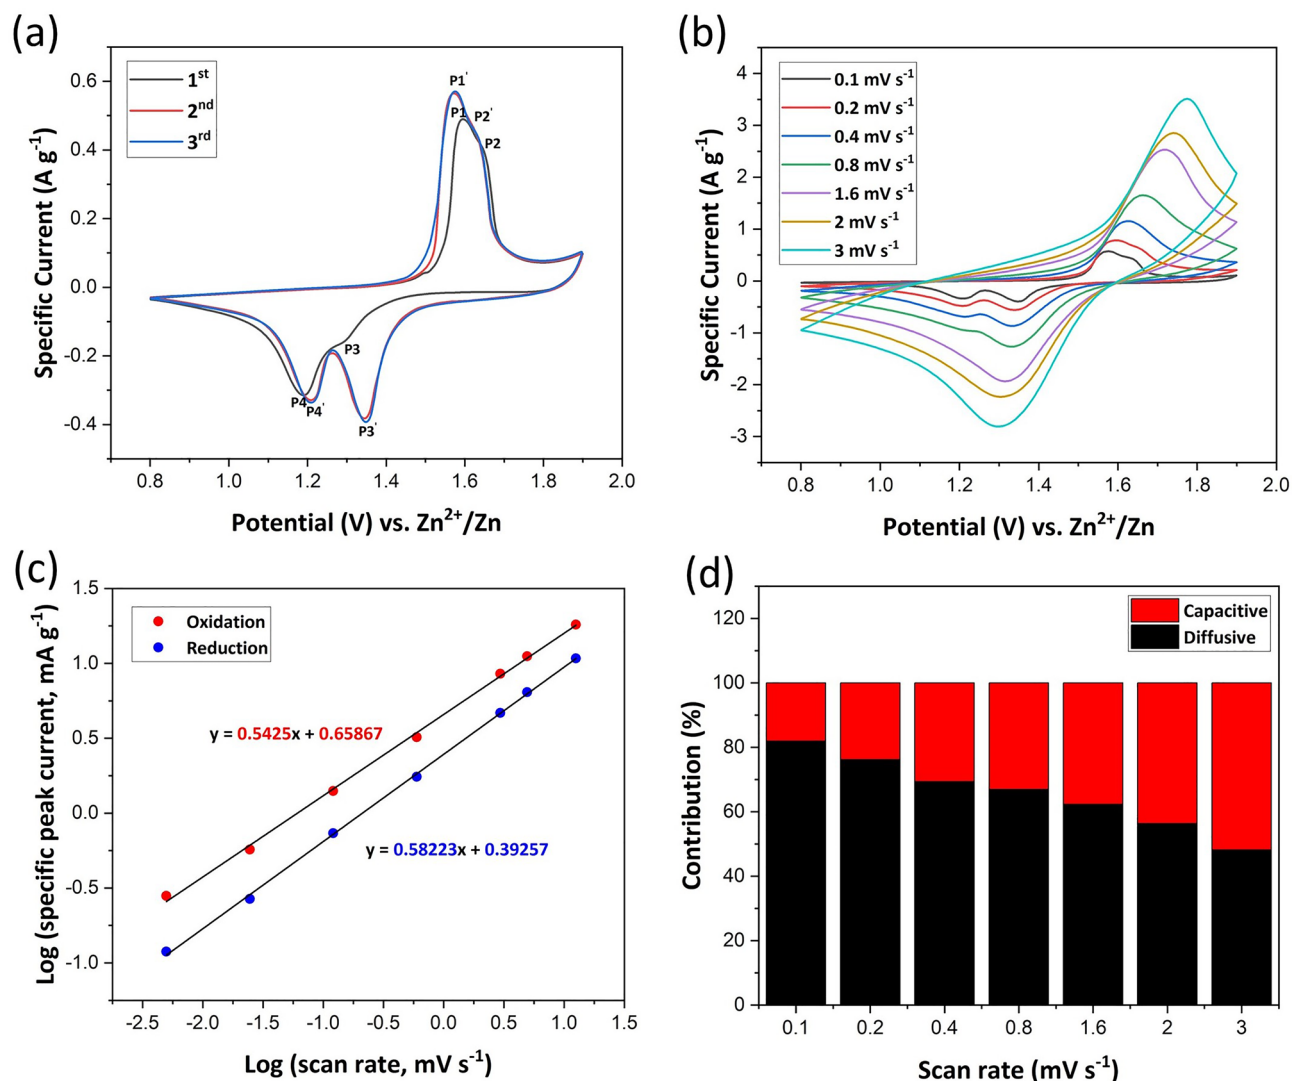 (a)
1st
2nd
3rd
P1'
P1
P2'
P2
P3
P4
P4'
P3'
0.6
0.4
0.2
0.0
-0.2
-0.4
0.8 1.0 1.2 1.4 1.6 1.8 2.0
Specific Current (A g-1)
Potential (V) vs. Zn2+/Zn
(b)
0.1 mV s-1
0.2 mV s-1
0.4 mV s-1
0.8 mV s-1
1.6 mV s-1
2 mV s-1
3 mV s-1
4
3
2
1
0
-1
-2
-3
0.8 1.0 1.2 1.4 1.6 1.8 2.0
Specific Current (A g-1)
Potential (V) vs. Zn2+/Zn
(c)
Oxidation
Reduction
y = 0.5425x + 0.65867
y = 0.58223x + 0.39257
1.5
1.0
0.5
0.0
-0.5
-1.0
-2.5 -2.0 -1.5 -1.0 -0.5 0.0 0.5 1.0 1.5
Log (specific peak current, mA g-1)
Log (scan rate, mV s-1)
(d)
Capacitive
Diffusive
120
100
80
60
40
20
0
0.1 0.2 0.4 0.8 1.6 2 3
Contribution (%)
Scan rate (mV s-1)